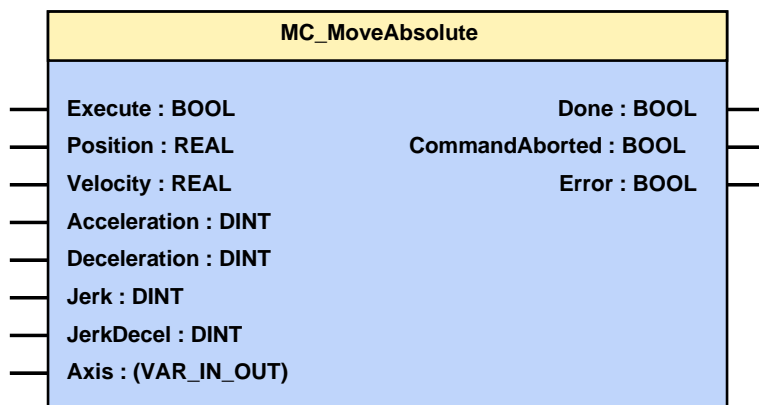 MC_MoveAbsolute
Execute : BOOL Done : BOOL
Position : REAL CommandAborted : BOOL
Velocity : REAL Error : BOOL
Acceleration : DINT
Deceleration : DINT
Jerk : DINT
JerkDecel : DINT
Axis : (VAR_IN_OUT)